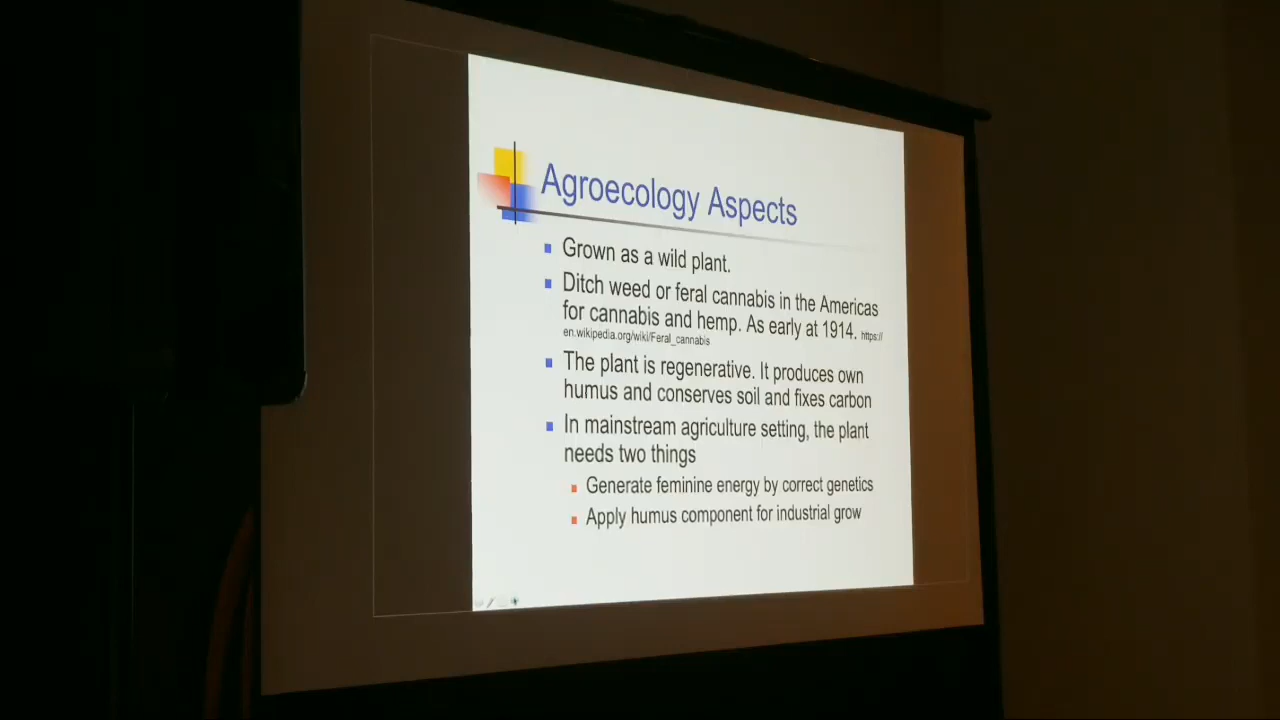 Agroecology Aspects
Grown as a wild plant.
Ditch weed or feral cannabis in the Americas
for cannabis and hemp. As early at 1914. https://
en.wikipedia.org/wiki/Feral_cannabis
The plant is regenerative. It produces own
humus and conserves soil and fixes carbon
In mainstream agriculture setting, the plant
needs two things
Generate feminine energy by correct genetics
Apply humus component for industrial grow